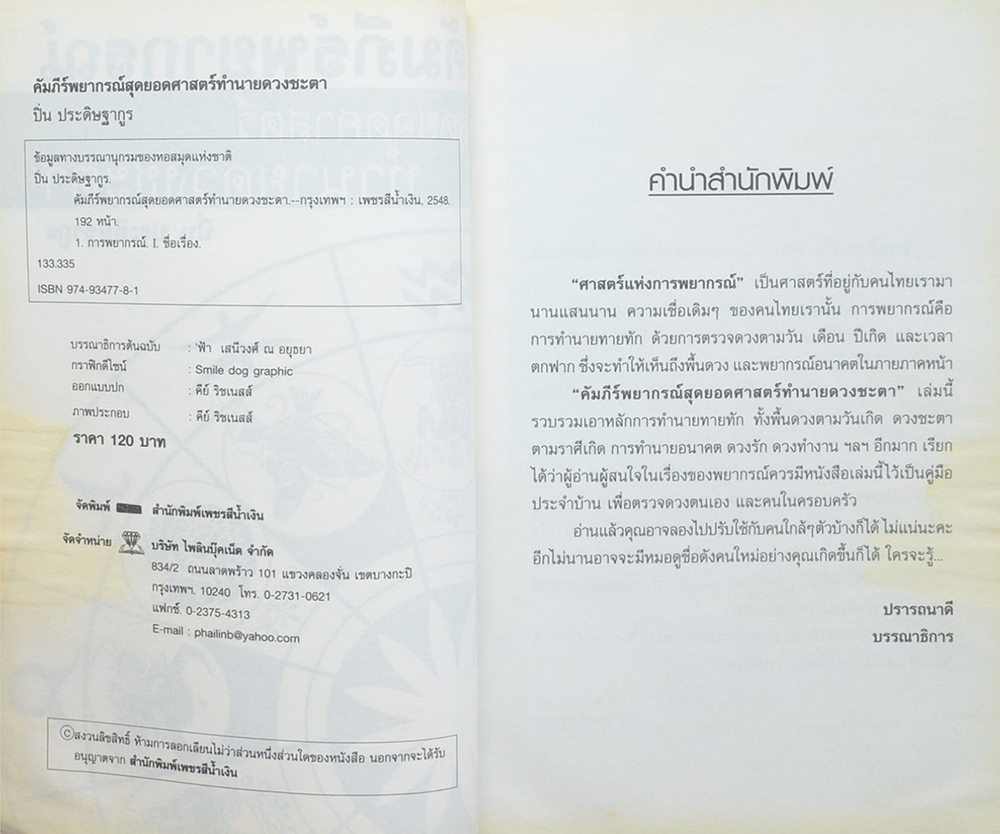 คัมภีร์พยากรณ์สุดยอดศาสตร์ทำนายดวงชะตา
ปิ่น ประดิษฐากูร
ข้อมูลทางบรรณานุกรมของหอสมุดแห่งชาติ
ปิ่น ประดิษฐากูร.
คัมภีร์พยากรณ์สุดยอดศาสตร์ทำนายดวงชะตา.--กรุงเทพฯ : เพชรสีน้ำเงิน, 2548.
192 หน้า.
1. การพยากรณ์. I. ชื่อเรื่อง.
133.335
ISBN 974-93477-8-1
บรรณาธิการต้นฉบับ : ฟ้า เสนีวงศ์ ณ อยุธยา
กราฟิกดีไซน์ : Smile dog graphic
ออกแบบปก : คีย์ ริชเนสส์
ภาพประกอบ : คีย์ ริชเนสส์
ราคา 120 บาท
จัดพิมพ์ สำนักพิมพ์เพชรสีน้ำเงิน
จัดจำหน่าย บริษัท ไพลินบุ๊คเน็ต จำกัด
834/2 ถนนลาดพร้าว 101 แขวงคลองจั่น เขตบางกะปิ
กรุงเทพฯ. 10240 โทร. 0-2731-0621
แฟกซ์. 0-2375-4313
E-mail : phailinb@yahoo.com
©สงวนลิขสิทธิ์ ห้ามการลอกเลียนไม่ว่าส่วนหนึ่งส่วนใดของหนังสือ นอกจากจะได้รับ
อนุญาตจาก สำนักพิมพ์เพชรสีน้ำเงิน
คำนำสำนักพิมพ์
“ศาสตร์แห่งการพยากรณ์” เป็นศาสตร์ที่อยู่กับคนไทยเรามา
นานแสนนาน ความเชื่อเดิมๆ ของคนไทยเรานั้น การพยากรณ์คือ
การทำนายทายทัก ด้วยการตรวจดวงตามวัน เดือน ปีเกิด และเวลา
ตกฟาก ซึ่งจะทำให้เห็นถึงพื้นดวง และพยากรณ์อนาคตในภายภาคหน้า
“คัมภีร์พยากรณ์สุดยอดศาสตร์ทำนายดวงชะตา” เล่มนี้
รวบรวมเอาหลักการทำนายทายทัก ทั้งพื้นดวงตามวันเกิด ดวงชะตา
ตามราศีเกิด การทำนายอนาคต ดวงรัก ดวงทำงาน ฯลฯ อีกมาก เรียก
ได้ว่าผู้อ่านผู้สนใจในเรื่องของพยากรณ์ควรมีหนังสือเล่มนี้ไว้เป็นคู่มือ
ประจำบ้าน เพื่อตรวจดวงตนเอง และคนในครอบครัว
อ่านแล้วคุณอาจลองไปปรับใช้กับคนใกล้ๆตัวบ้างก็ได้ ไม่แน่นะคะ
อีกไม่นานอาจจะมีหมอดูชื่อดังคนใหม่อย่างคุณเกิดขึ้นก็ได้ ใครจะรู้...
ปรารถนาดี
บรรณาธิการ